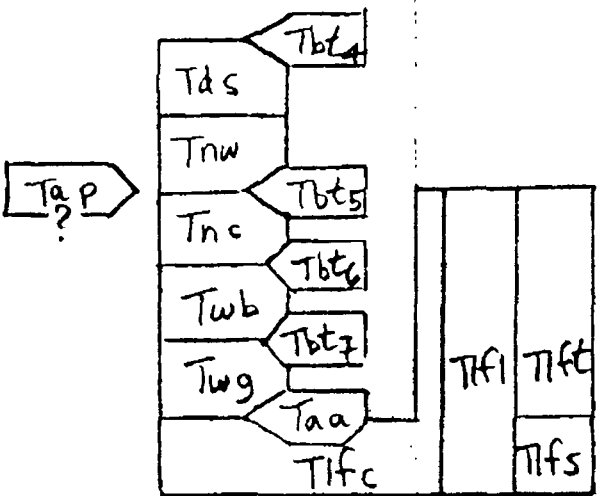 Tbt4
Tds
Tnw
Tap
?
Tbt5
Tnc
Tbt6
Twb
Tbt7
Twg
Taa
Tlfl
Tlft
Tlfs
Tlfc